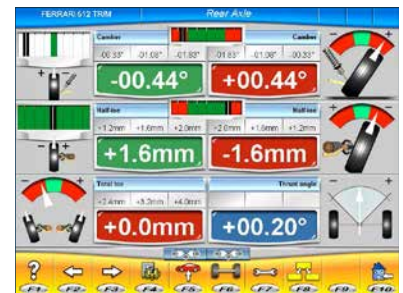 FERRARI 612 TRIM Rear Axle
Camber Camber
-00.33° -01.08° -01.83° -01.83° -01.08° -00.33°
-00.44° +00.44°
Half-toe Half-toe
+1.2mm +1.6mm +2.0mm +2.0mm +1.6mm +1.2mm
+1.6mm -1.6mm
Total toe Thrust angle
+2.4mm +3.2mm +4.0mm
+0.0mm +00.20°
F1 F2 F3 F4 F5 F6 F7 F8 F9 F10